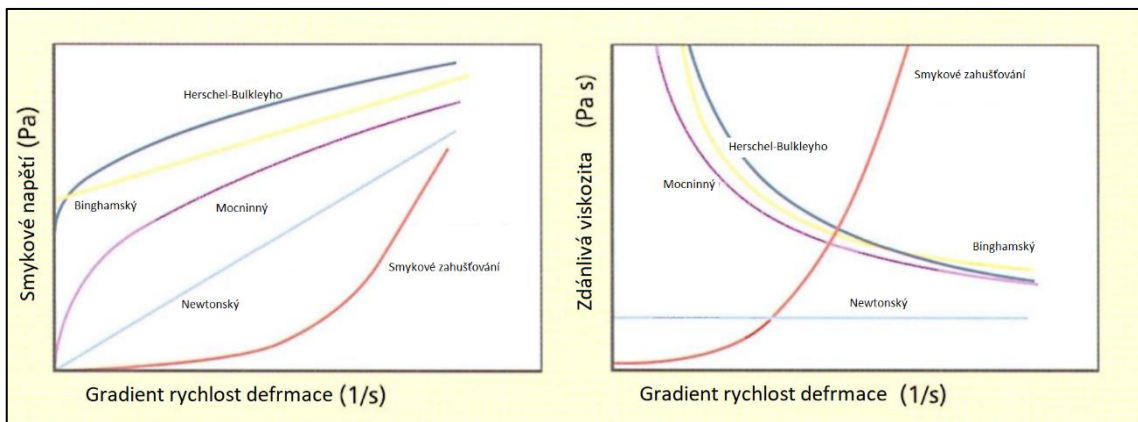 Smykové napětí (Pa)
Herschel-Bulkleyho
Binghamský
Mocninný
Newtonský
Smykové zahušťování
Gradient rychlost defrmace (1/s)
Zdánlivá viskozita (Pa s)
Smykové zahušťování
Herschel-Bulkleyho
Mocninný
Binghamský
Newtonský
Gradient rychlost defrmace (1/s)